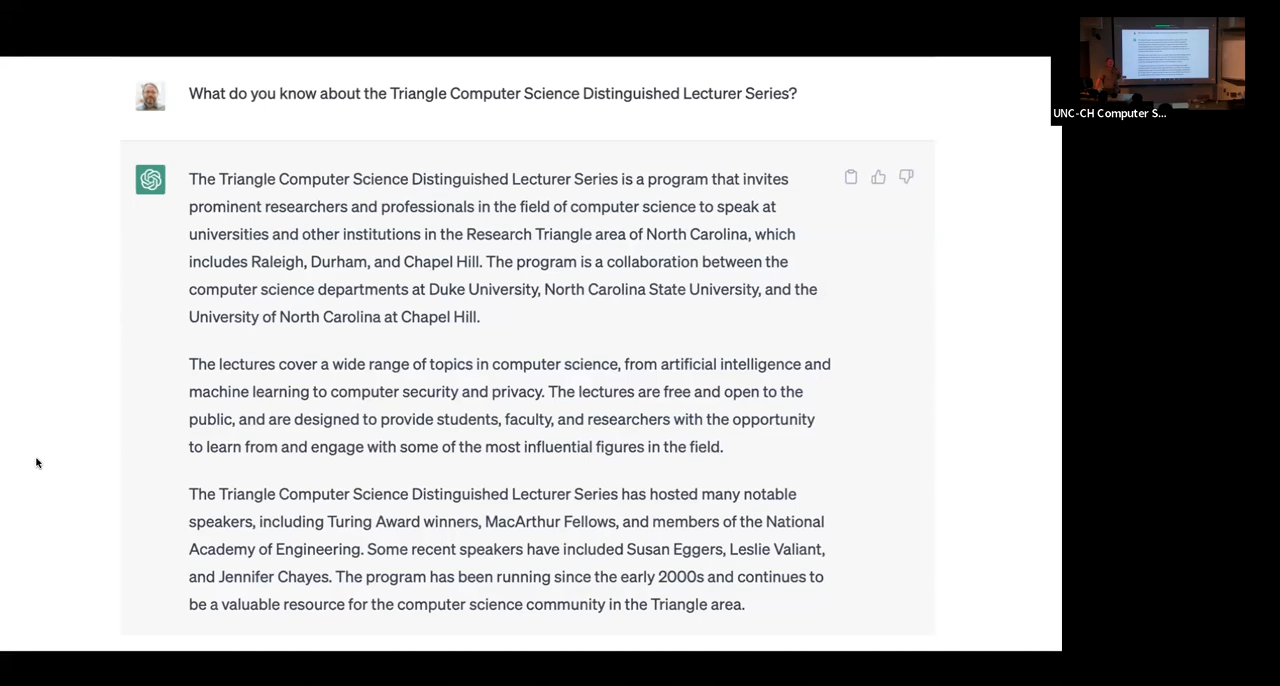 What do you know about the Triangle Computer Science Distinguished Lecturer Series?
The Triangle Computer Science Distinguished Lecturer Series is a program that invites
prominent researchers and professionals in the field of computer science to speak at
universities and other institutions in the Research Triangle area of North Carolina, which
includes Raleigh, Durham, and Chapel Hill. The program is a collaboration between the
computer science departments at Duke University, North Carolina State University, and the
University of North Carolina at Chapel Hill.
The lectures cover a wide range of topics in computer science, from artificial intelligence and
machine learning to computer security and privacy. The lectures are free and open to the
public, and are designed to provide students, faculty, and researchers with the opportunity
to learn from and engage with some of the most influential figures in the field.
The Triangle Computer Science Distinguished Lecturer Series has hosted many notable
speakers, including Turing Award winners, MacArthur Fellows, and members of the National
Academy of Engineering. Some recent speakers have included Susan Eggers, Leslie Valiant,
and Jennifer Chayes. The program has been running since the early 2000s and continues to
be a valuable resource for the computer science community in the Triangle area.
UNC-CH Computer S...